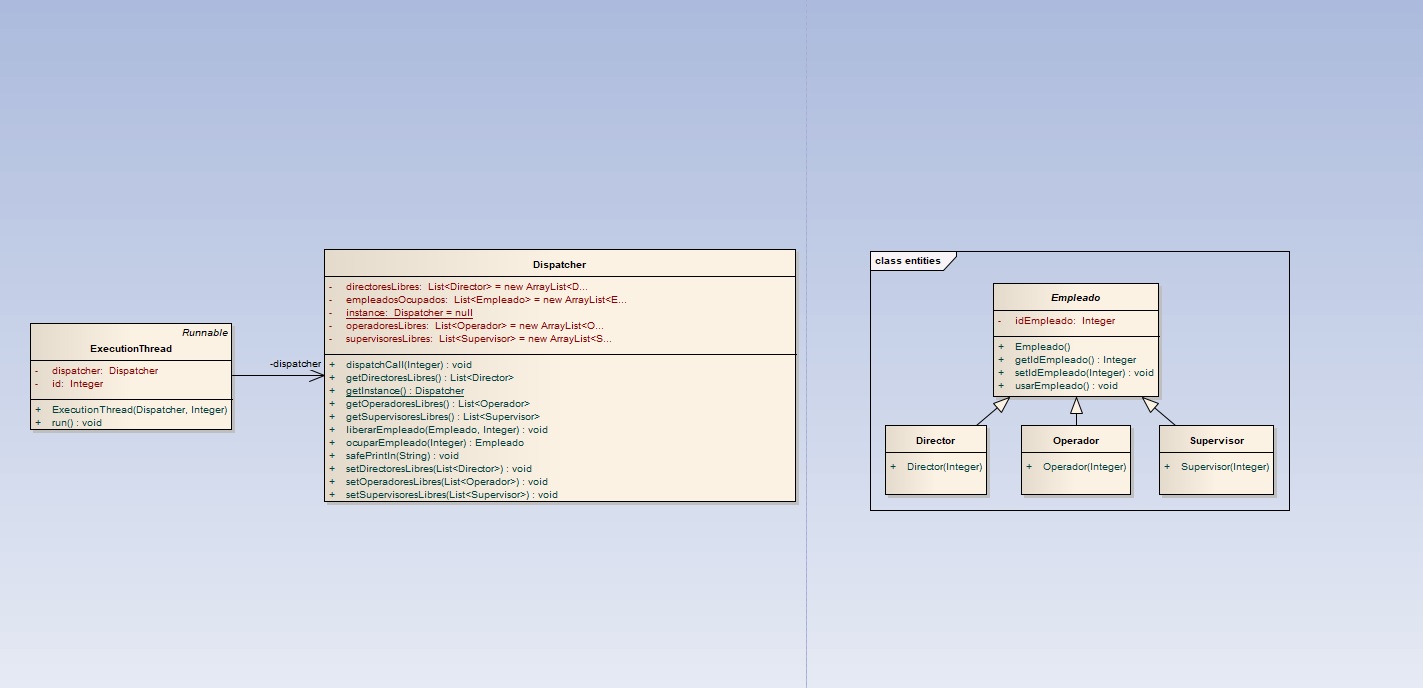 Runnable
ExecutionThread
- dispatcher: Dispatcher
- id: Integer
+ ExecutionThread(Dispatcher, Integer)
+ run() : void
-dispatcher
Dispatcher
- directoresLibres: List<Director> = new ArrayList<D...
- empleadosOcupados: List<Empleado> = new ArrayList<E...
- instance: Dispatcher = null
- operadoresLibres: List<Operador> = new ArrayList<O...
- supervisoresLibres: List<Supervisor> = new ArrayList<S...
+ dispatchCall(Integer) : void
+ getDirectoresLibres() : List<Director>
+ getInstance() : Dispatcher
+ getOperadoresLibres() : List<Operador>
+ getSupervisoresLibres() : List<Supervisor>
+ liberarEmpleado(Empleado, Integer) : void
+ ocuparEmpleado(Integer) : Empleado
+ safePrintln(String) : void
+ setDirectoresLibres(List<Director>) : void
+ setOperadoresLibres(List<Operador>) : void
+ setSupervisoresLibres(List<Supervisor>) : void
class entities
Empleado
- idEmpleado: Integer
+ Empleado()
+ getIdEmpleado() : Integer
+ setIdEmpleado(Integer) : void
+ usarEmpleado() : void
Director
+ Director(Integer)
Operador
+ Operador(Integer)
Supervisor
+ Supervisor(Integer)